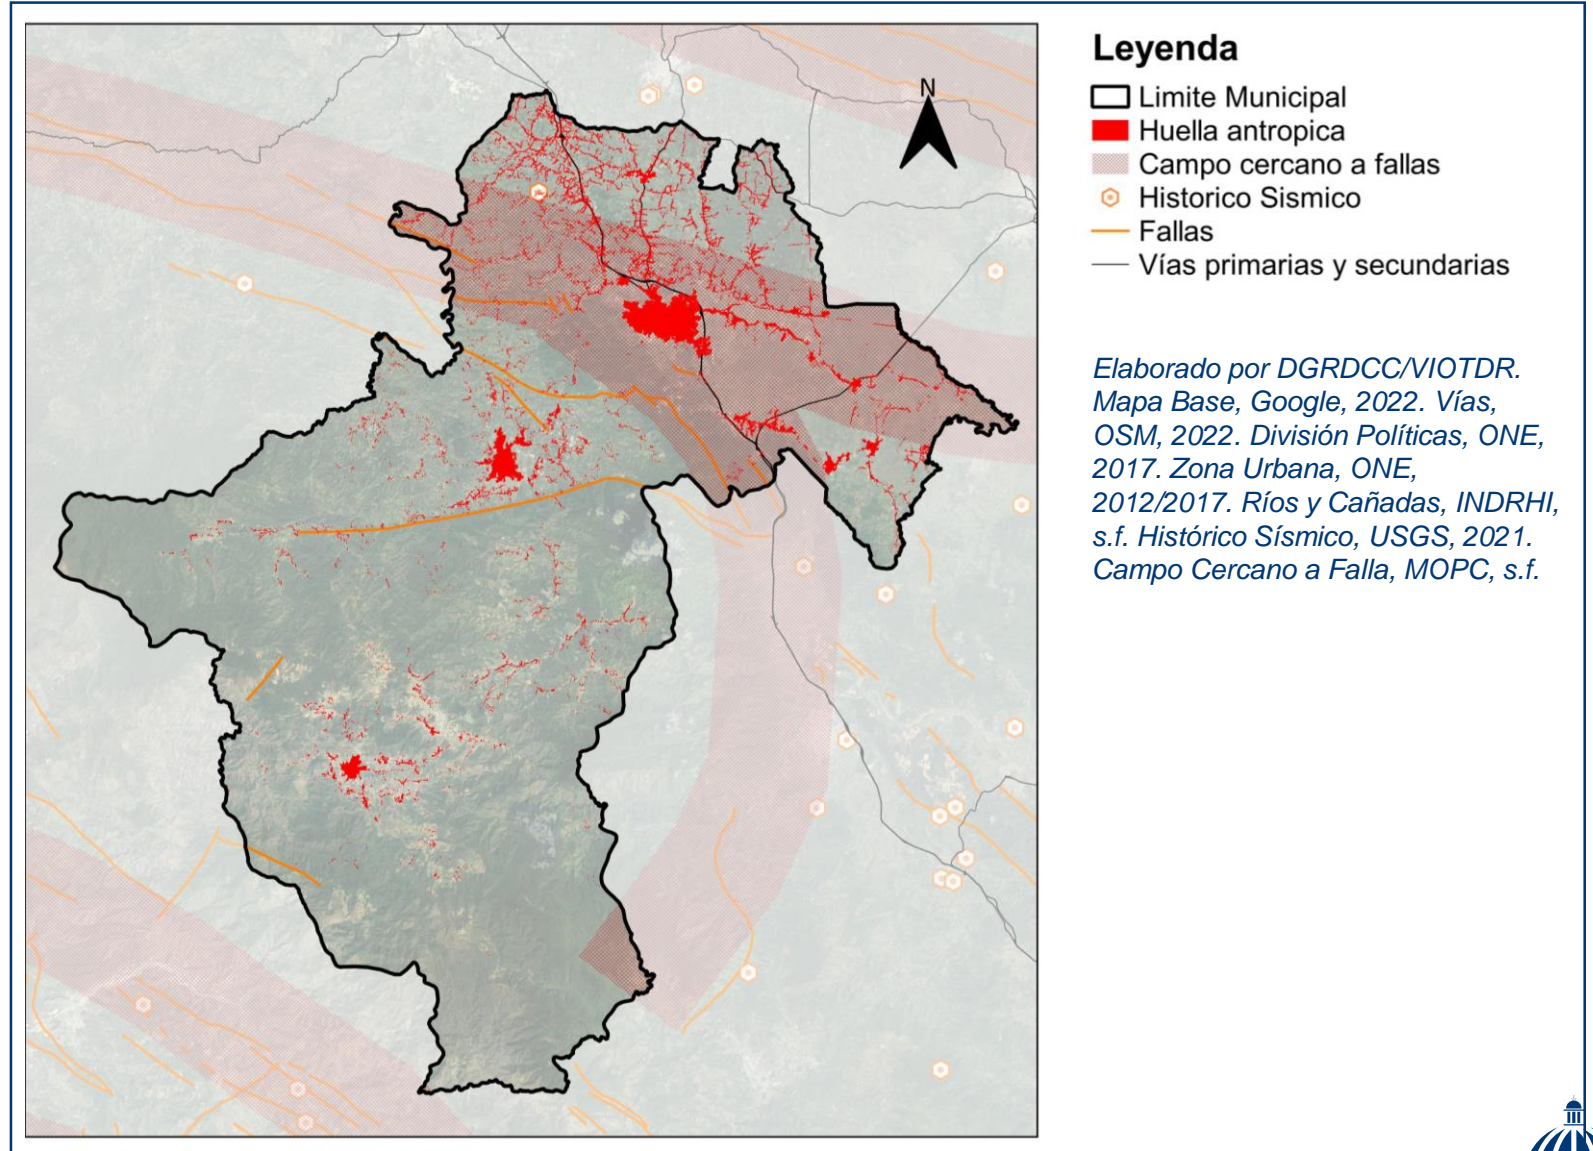 N
Leyenda
Limite Municipal
Huella antropica
Campo cercano a fallas
Historico Sismico
Fallas
Vías primarias y secundarias
Elaborado por DGRDCC/VIOTDR.
Mapa Base, Google, 2022. Vías,
OSM, 2022. División Políticas, ONE,
2017. Zona Urbana, ONE,
2012/2017. Ríos y Cañadas, INDRHI,
s.f. Histórico Sísmico, USGS, 2021.
Campo Cercano a Falla, MOPC, s.f.